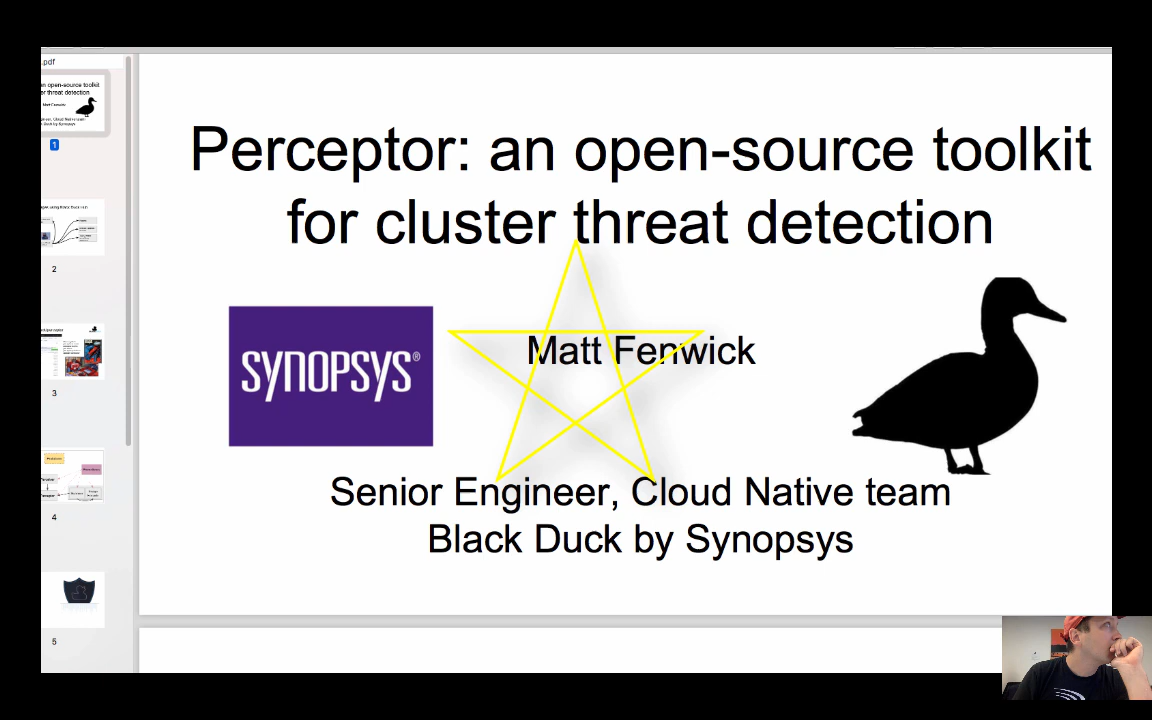 .pdf
1
2
3
4
5
Perceptor: an open-source toolkit
for cluster threat detection
SYNOPSYS®
Matt Fenwick
Senior Engineer, Cloud Native team
Black Duck by Synopsys